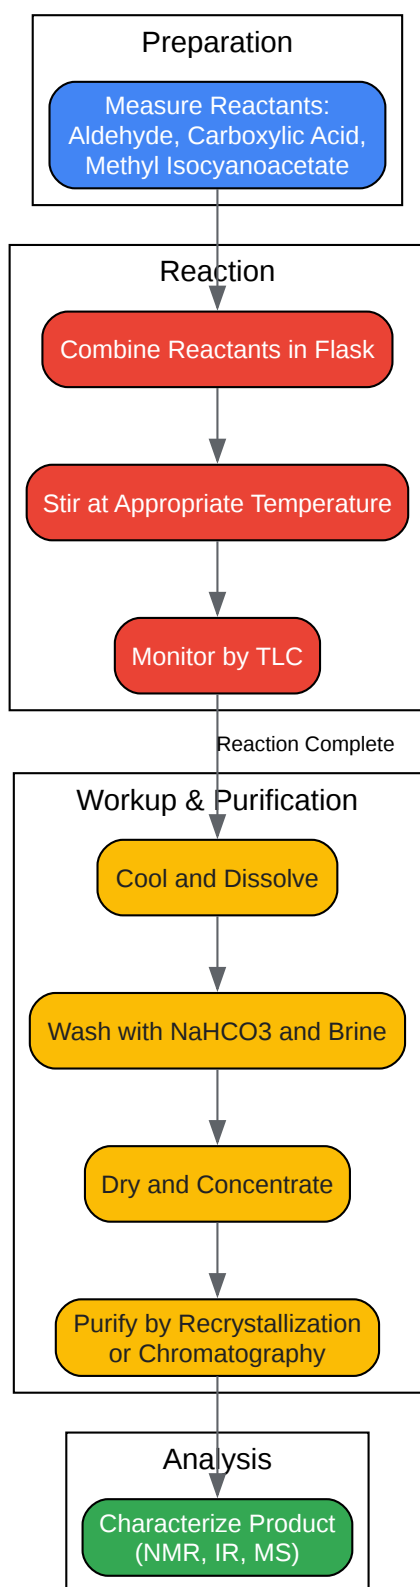 Preparation
Measure Reactants:
Aldehyde, Carboxylic Acid,
Methyl Isocyanoacetate
Reaction
Combine Reactants in Flask
Stir at Appropriate Temperature
Monitor by TLC
Reaction Complete
Workup & Purification
Cool and Dissolve
Wash with NaHCO3 and Brine
Dry and Concentrate
Purify by Recrystallization
or Chromatography
Analysis
Characterize Product
(NMR, IR, MS)